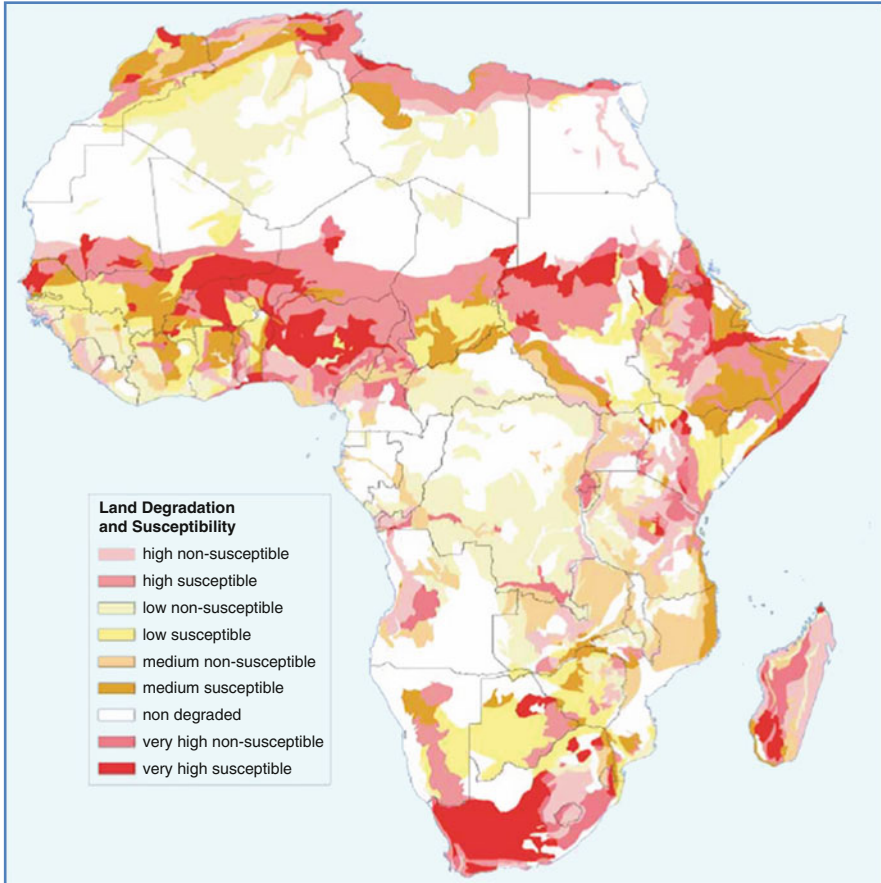 Land Degradation
and Susceptibility
high non-susceptible
high susceptible
low non-susceptible
low susceptible
medium non-susceptible
medium susceptible
non degraded
very high non-susceptible
very high susceptible